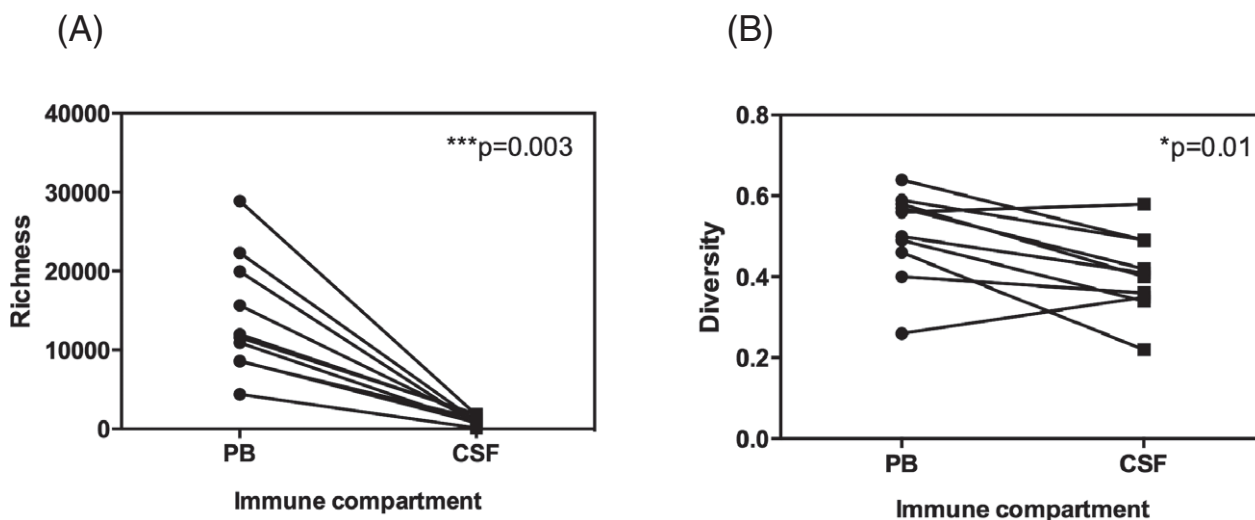 (A)
40000
30000
20000
10000
0
Richness
***p=0.003
PB
CSF
Immune compartment
(B)
0.8
0.6
0.4
0.2
0.0
Diversity
*p=0.01
PB
CSF
Immune compartment